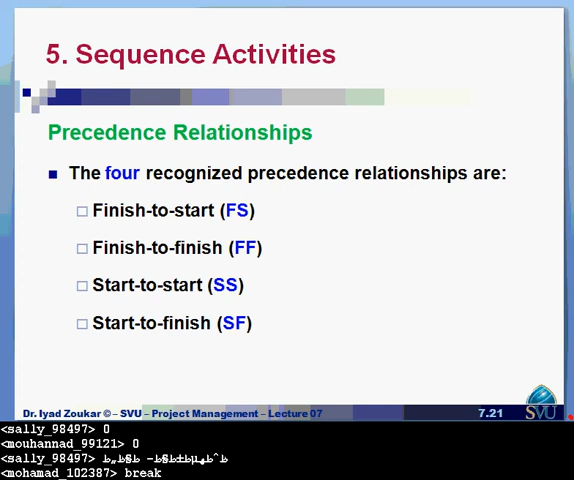 5. Sequence Activities
Precedence Relationships
The four recognized precedence relationships are:
Finish-to-start (FS)
Finish-to-finish (FF)
Start-to-start (SS)
Start-to-finish (SF)
Dr. Iyad Zoukar © – SVU – Project Management – Lecture 07
7.21
SVU
<sally_98497> 0
<mouhannad_99121> 0
<sally_98497>
<mohamad_102387> break